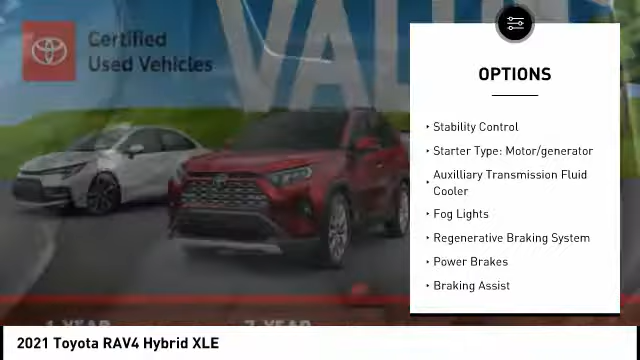 Certified
Used Vehicles
VAL
OPTIONS
Stability Control
Starter Type: Motor/generator
Auxilliary Transmission Fluid
Cooler
Fog Lights
Regenerative Braking System
Power Brakes
Braking Assist
2021 Toyota RAV4 Hybrid XLE